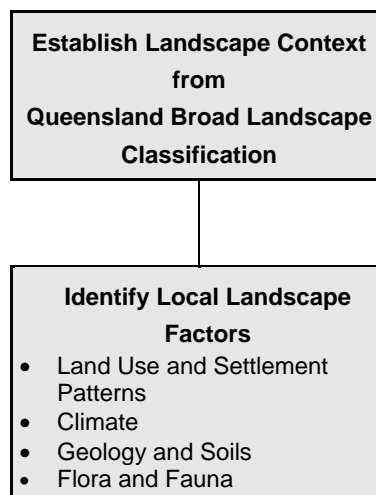 Establish Landscape Context
from
Queensland Broad Landscape
Classification
Identify Local Landscape
Factors
• Land Use and Settlement
Patterns
• Climate
• Geology and Soils
• Flora and Fauna